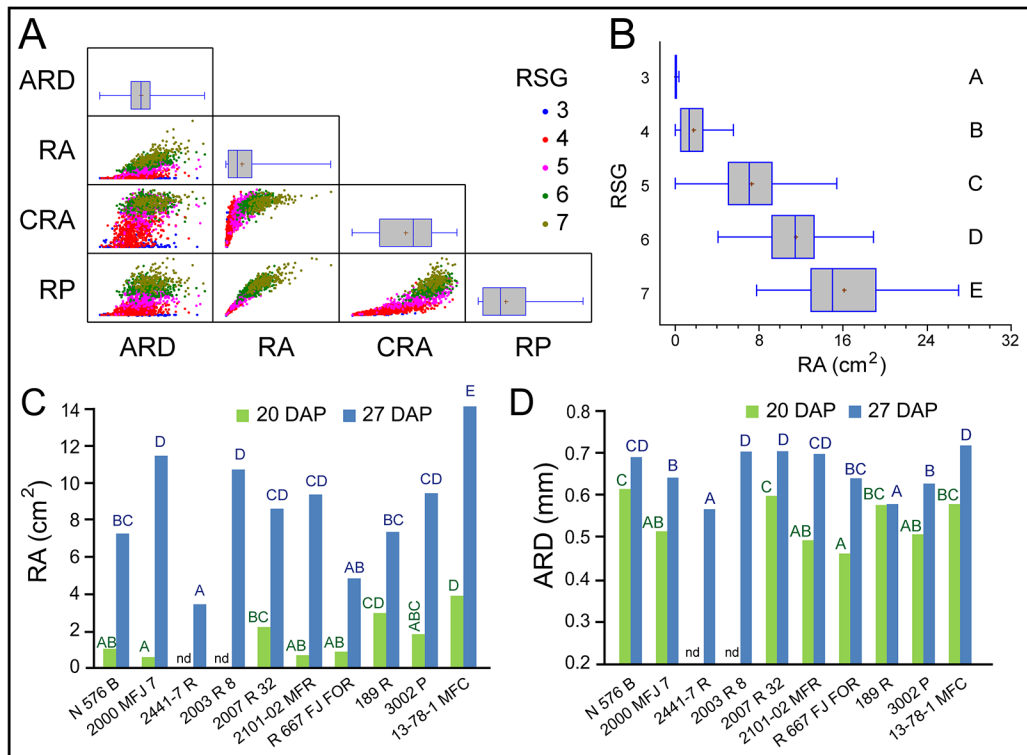 A
ARD
RA
CRA
RP
ARD RA CRA RP
RSG
3
4
5
6
7
B
RSG
3 A
4 B
5 C
6 D
7 E
0 8 16 24 32
RA (cm²)
C
20 DAP 27 DAP
RA (cm²)
14
12
10
8
6
4
2
0
AB BC
A D
nd A
nd D
BC CD
AB CD
AB AB
CD BC
ABC CD
D E
N 576 B
2000 MFJ 7
2441-7 R
2003 R 8
2007 R 32
2101-02 MFR
R 667 FJ FOR
189 R
3002 P
13-78-1 MFC
D
20 DAP 27 DAP
ARD (mm)
0.8
0.7
0.6
0.5
0.4
0.2
C CD
AB B
nd A
nd D
C D
AB CD
A BC
BC A
AB B
BC D
N 576 B
2000 MFJ 7
2441-7 R
2003 R 8
2007 R 32
2101-02 MFR
R 667 FJ FOR
189 R
3002 P
13-78-1 MFC